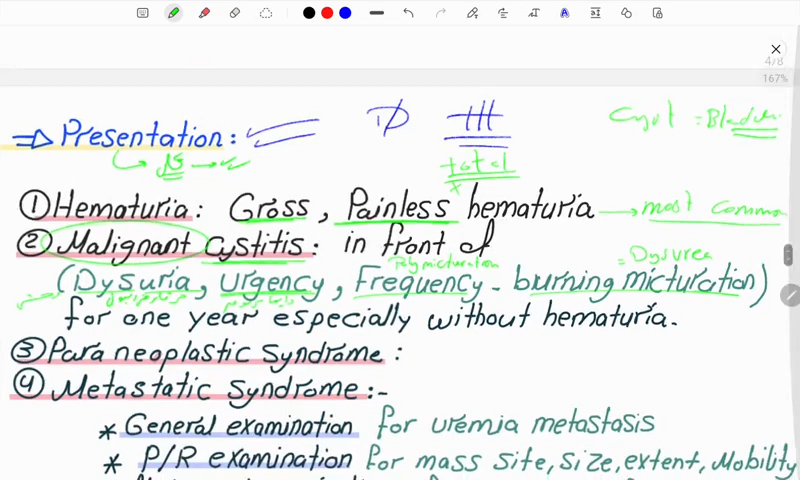 4/8
167%
Presentation:
total
Cyst = Bladder
① Hematuria: Gross, Painless hematuria → most common
② Malignant Cystitis: in front of
Polymicturation = Dysurea
(Dysuria, Urgency, Frequency - burning micturation)
for one year especially without hematuria.
③ Para neoplastic Syndrome:
④ Metastatic Syndrome:-
* General examination for uremia metastasis
* P/R examination for mass site, size, extent, Mobility